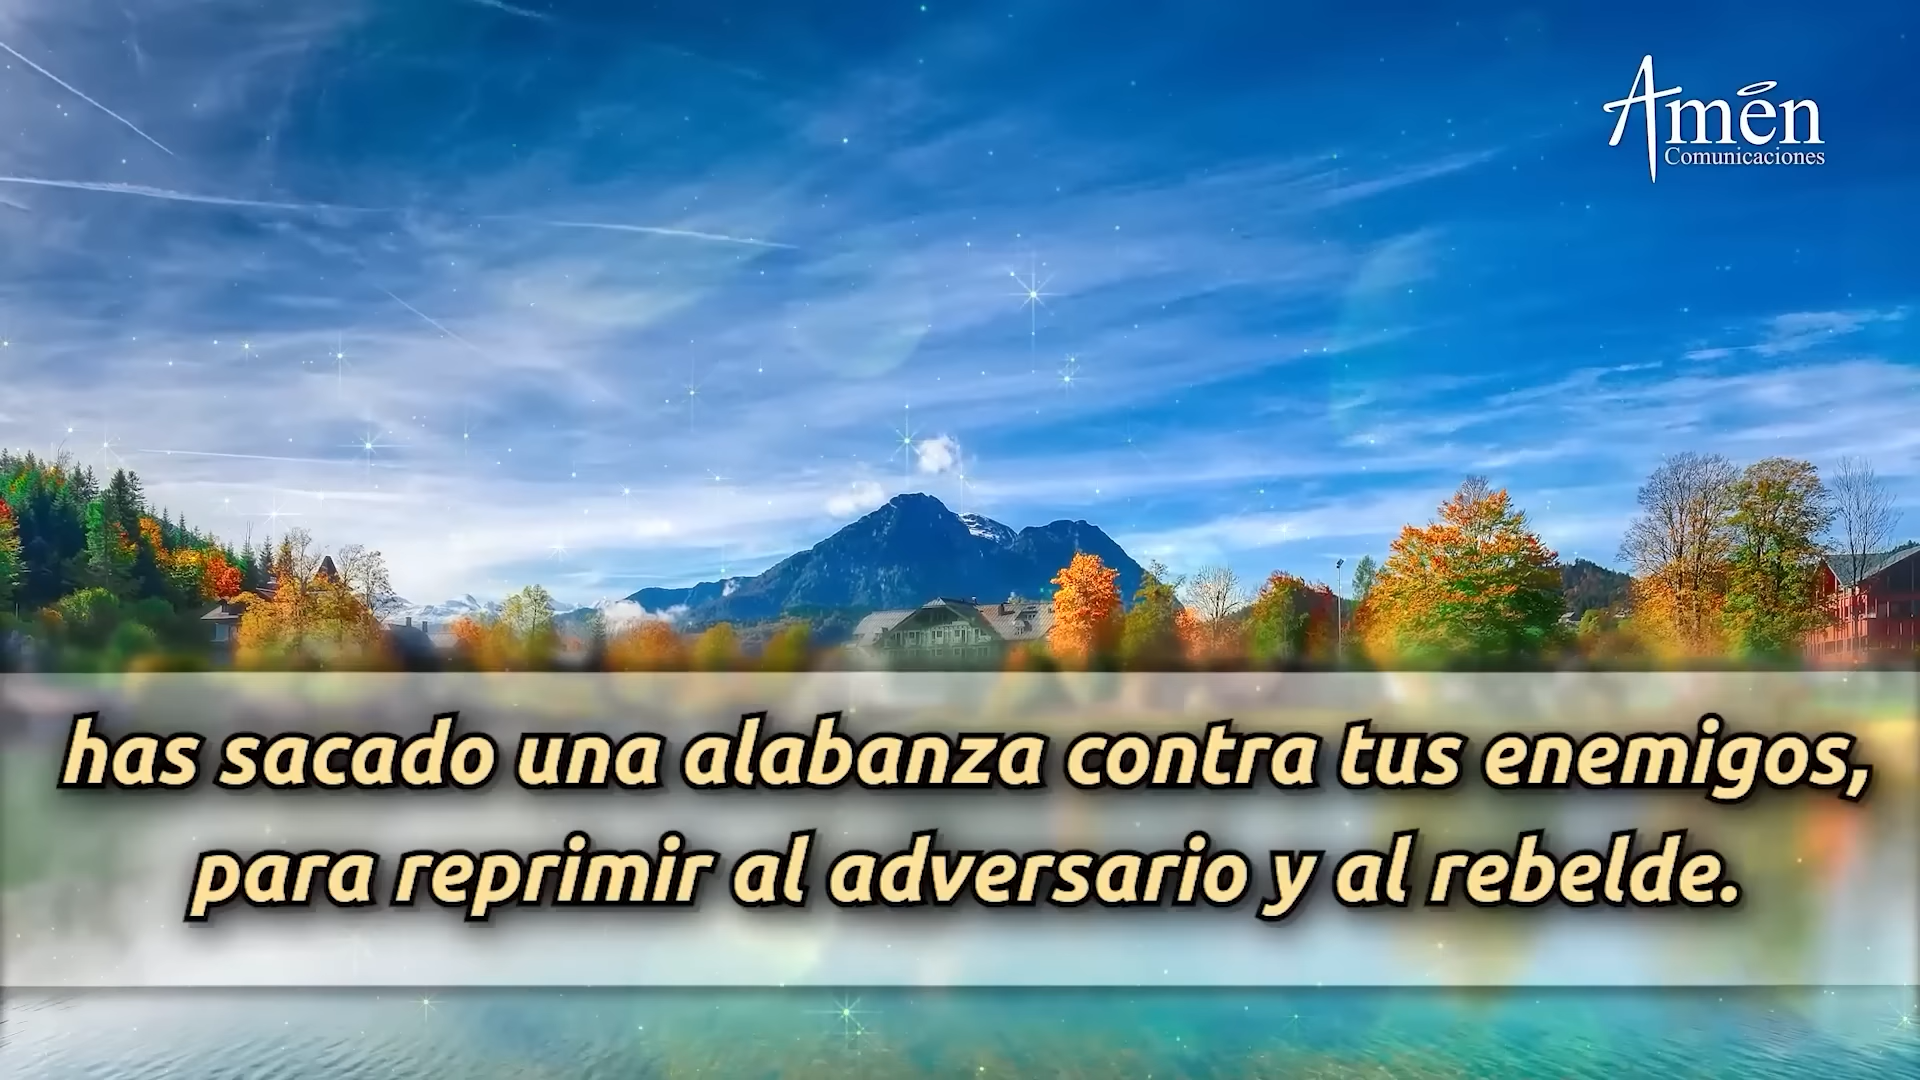 Amén
Comunicaciones
has sacado una alabanza contra tus enemigos,
para reprimir al adversario y al rebelde.